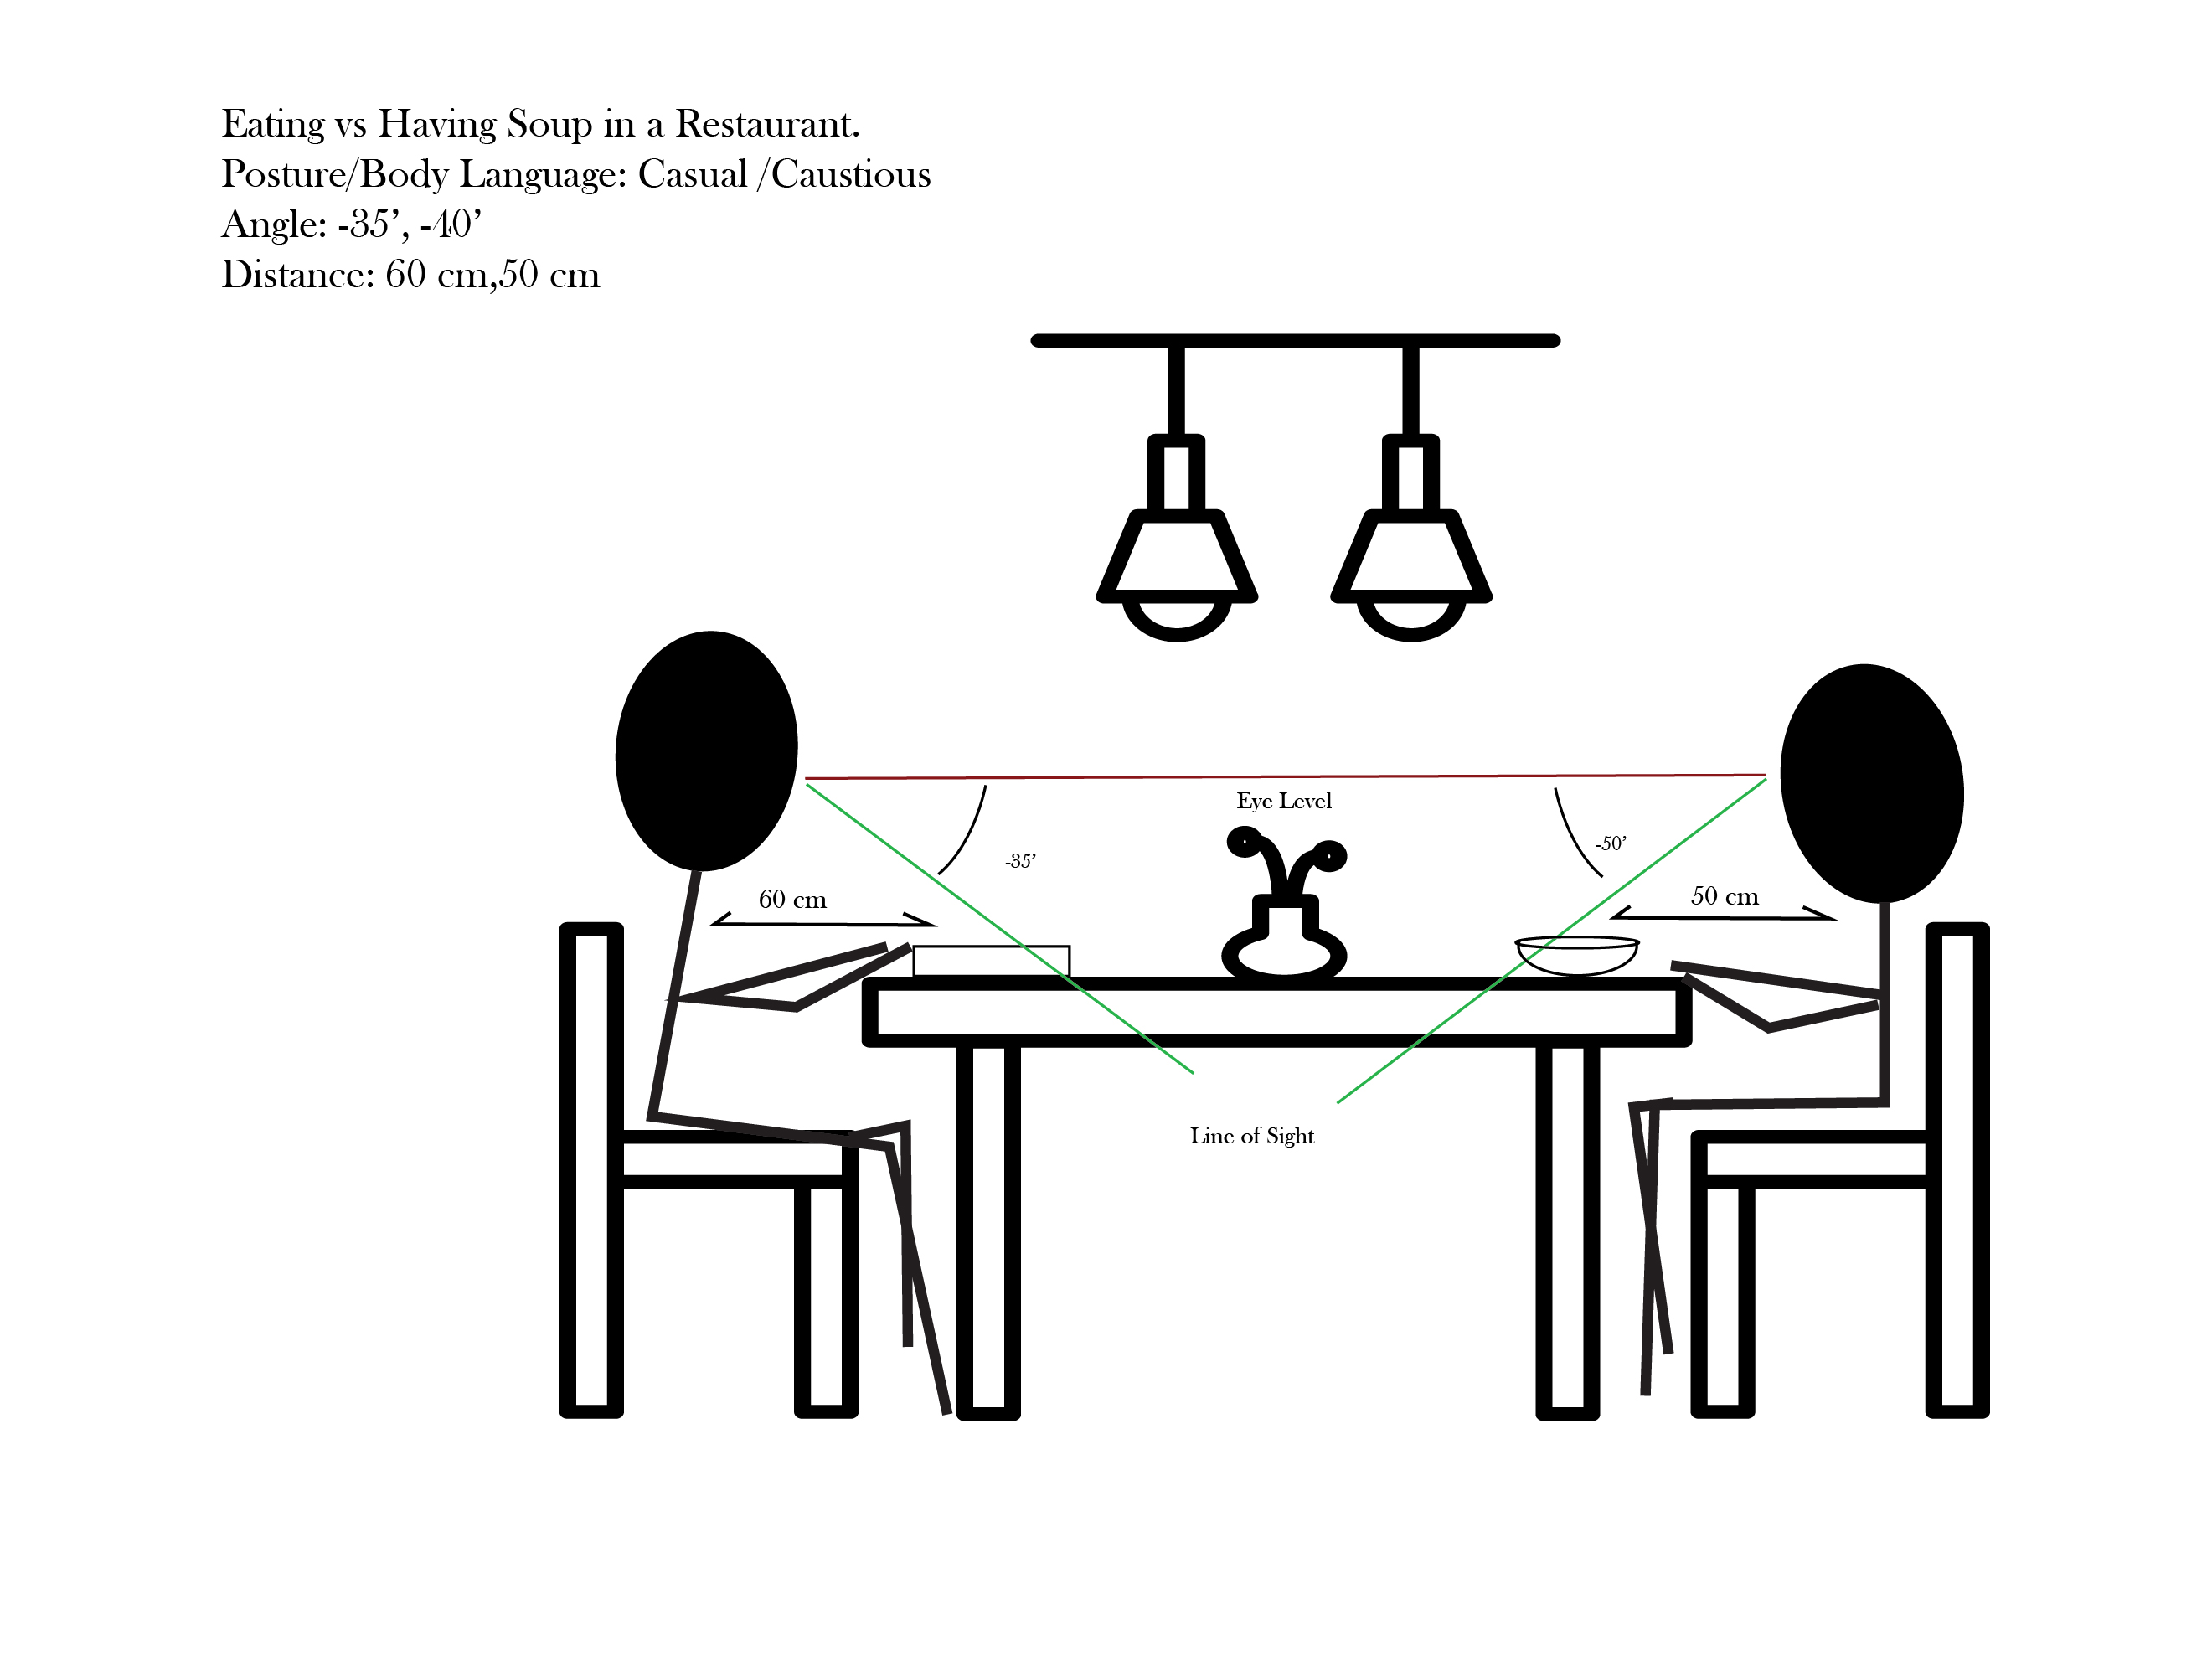 Eating vs Having Soup in a Restaurant.
Posture/Body Language: Casual /Caustious
Angle: -35’, -40’
Distance: 60 cm,50 cm
Eye Level
-35’
-50’
60 cm
50 cm
Line of Sight